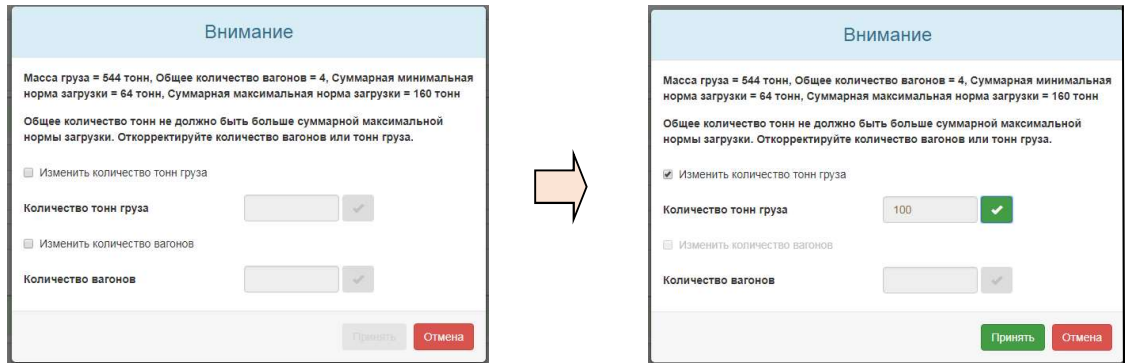 Внимание
Масса груза = 544 тонн, Общее количество вагонов = 4, Суммарная минимальная
норма загрузки = 64 тонн, Суммарная максимальная норма загрузки = 160 тонн
Общее количество тонн не должно быть больше суммарной максимальной
нормы загрузки. Откорректируйте количество вагонов или тонн груза.
Изменить количество тонн груза
Количество тонн груза
Изменить количество вагонов
Количество вагонов
Принять Отмена
Внимание
Масса груза = 544 тонн, Общее количество вагонов = 4, Суммарная минимальная
норма загрузки = 64 тонн, Суммарная максимальная норма загрузки = 160 тонн
Общее количество тонн не должно быть больше суммарной максимальной
нормы загрузки. Откорректируйте количество вагонов или тонн груза.
Изменить количество тонн груза
Количество тонн груза 100
Изменить количество вагонов
Количество вагонов
Принять Отмена